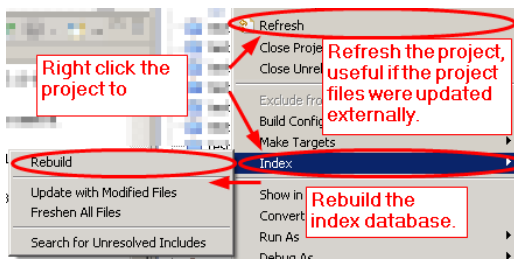 Refresh
Close Proje
Close Unrel
Right click the
project to
Refresh the project,
useful if the project
files were updated
externally.
Exclude fro
Build Config
Make Targets
Index
Rebuild
Update with Modified Files
Freshen All Files
Search for Unresolved Includes
Show in
Convert
Run As
Debug As
Rebuild the
index database.